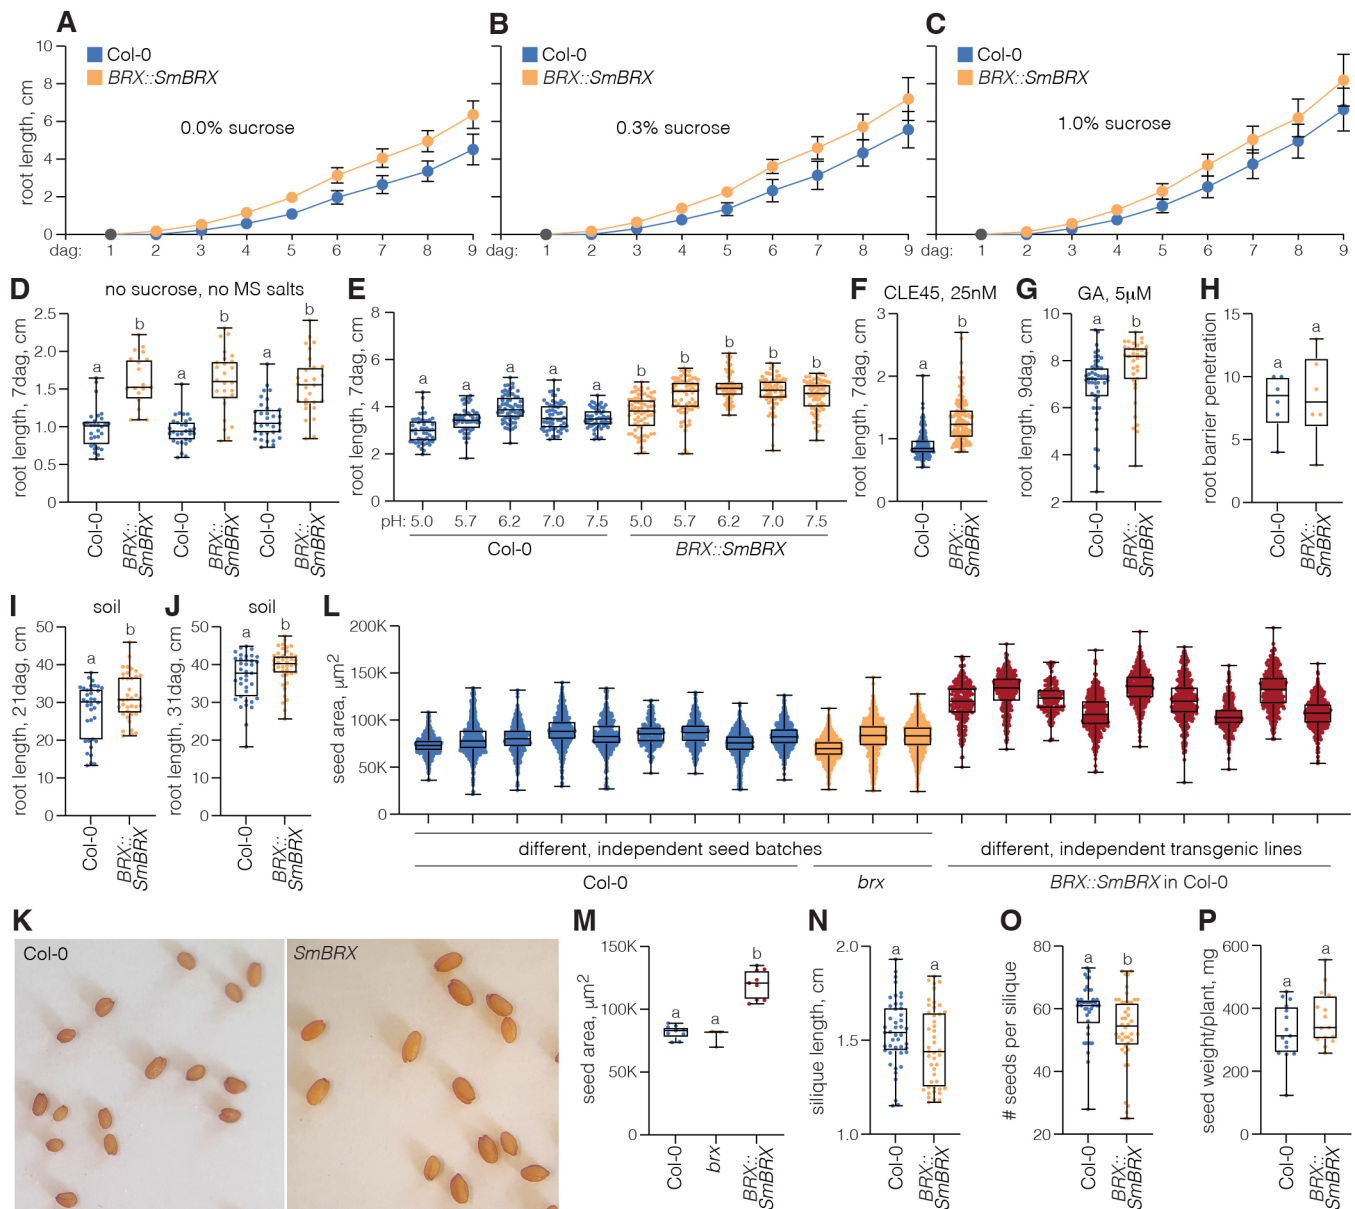 A
B
C
10
8
6
4
2
0
root length, cm
Col-0
BRX::SmBRX
0.0% sucrose
Col-0
BRX::SmBRX
0.3% sucrose
Col-0
BRX::SmBRX
1.0% sucrose
dag: 1 2 3 4 5 6 7 8 9
dag: 1 2 3 4 5 6 7 8 9
dag: 1 2 3 4 5 6 7 8 9
D
no sucrose, no MS salts
root length, 7dag, cm
2.5
2.0
1.5
1.0
0.5
0
a b a b a b
Col-0
BRX::
SmBRX
Col-0
BRX::
SmBRX
Col-0
BRX::
SmBRX
E
root length, 7dag, cm
8
6
4
2
0
a a a a a b b b b b
pH: 5.0 5.7 6.2 7.0 7.5 5.0 5.7 6.2 7.0 7.5
Col-0
BRX::SmBRX
F
CLE45, 25nM
root length, 7dag, cm
3
2
1
0
a b
Col-0
BRX::
SmBRX
G
GA, 5µM
root length, 9dag, cm
10
8
6
4
2
a b
Col-0
BRX::
SmBRX
H
root barrier penetration
15
10
5
0
a a
Col-0
BRX::
SmBRX
I
soil
root length, 21dag, cm
50
40
30
20
10
0
a b
Col-0
BRX::
SmBRX
J
soil
root length, 31dag, cm
50
40
30
20
10
0
a b
Col-0
BRX::
SmBRX
L
seed area, µm²
200K
150K
100K
50K
0
different, independent seed batches
different, independent transgenic lines
Col-0
brx
BRX::SmBRX in Col-0
K
Col-0
SmBRX
M
seed area, µm²
150K
100K
50K
0
a a b
Col-0
brx
BRX::
SmBRX
N
silique length, cm
2.0
1.5
1.0
a a
Col-0
BRX::
SmBRX
O
# seeds per silique
80
60
40
20
a b
Col-0
BRX::
SmBRX
P
seed weight/plant, mg
600
400
200
0
a a
Col-0
BRX::
SmBRX